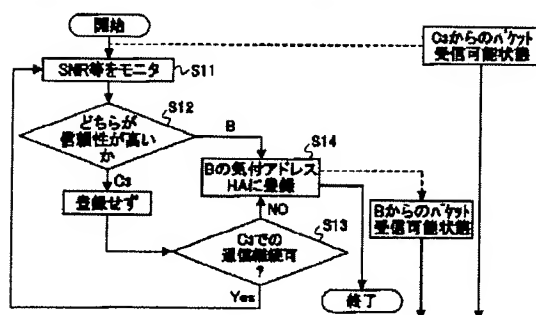 開始
C3からのパケット
受信可能状態
SNR等をモニタ
S11
S12
どちらが
信頼性が高い
か
B
S14
Bの気付アドレス
HAに登録
C3
登録せず
NO
S13
Bからのパケット
受信可能状態
C3での
通信継続可
?
Yes
終了